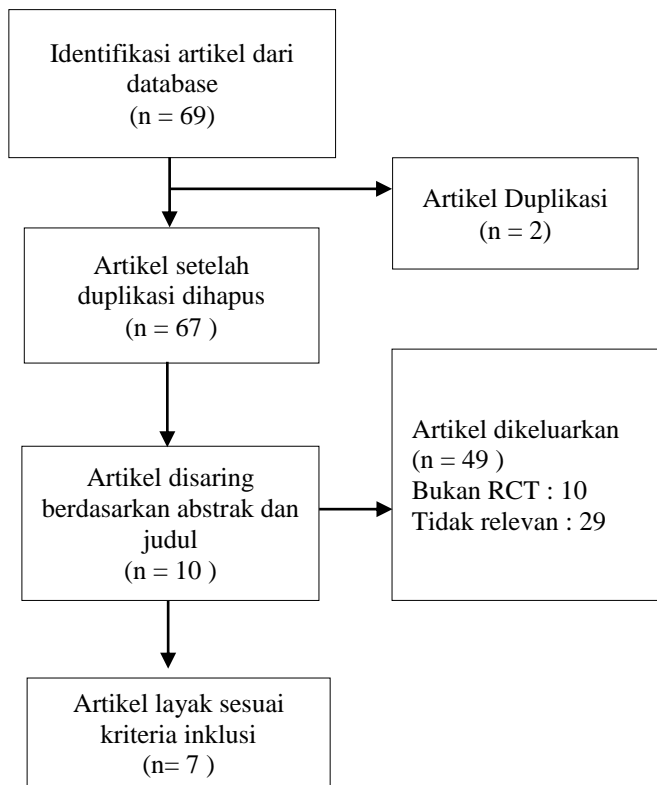 Identifikasi artikel dari
database
(n = 69)
Artikel Duplikasi
(n = 2)
Artikel setelah
duplikasi dihapus
(n = 67 )
Artikel disaring
berdasarkan abstrak dan
judul
(n = 10 )
Artikel dikeluarkan
(n = 49 )
Bukan RCT : 10
Tidak relevan : 29
Artikel layak sesuai
kriteria inklusi
(n= 7 )